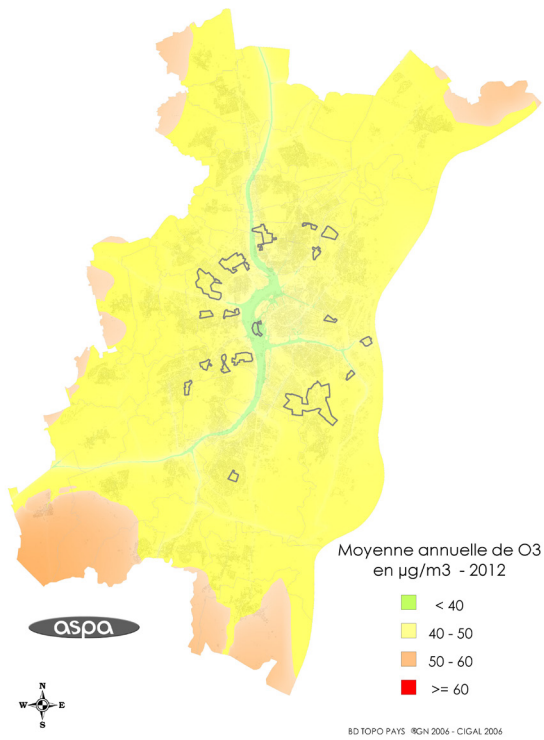 Moyenne annuelle de O3
en µg/m3 - 2012
< 40
40 - 50
50 - 60
>= 60
aspa
N
W E
S
BD TOPO PAYS ®GN 2006 - CIGAL 2006